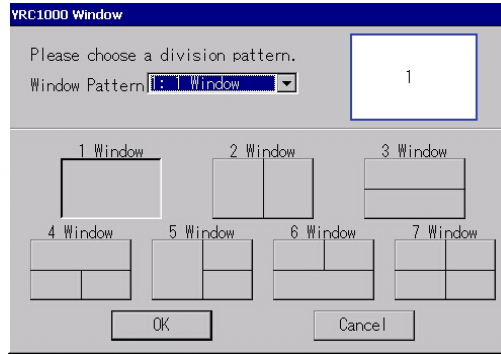 YRC1000 Window
Please choose a division pattern.
Window Pattern 1: 1 Window
1
1 Window 2 Window 3 Window
4 Window 5 Window 6 Window 7 Window
OK Cancel